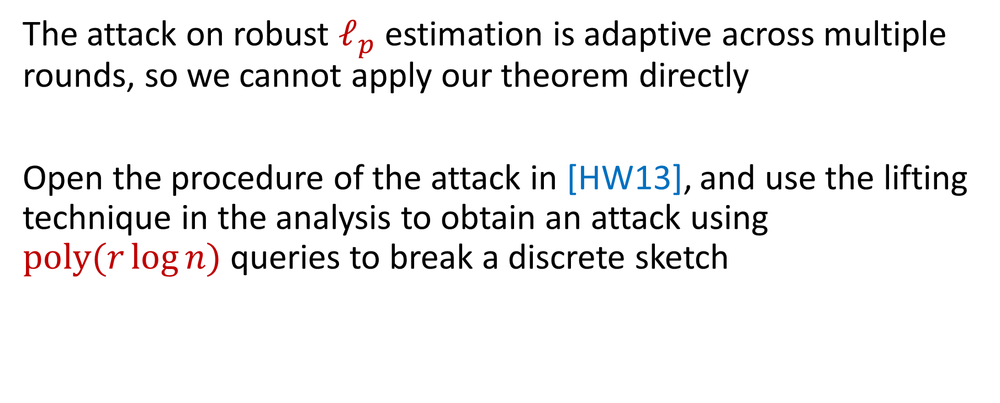 The attack on robust ℓ_p estimation is adaptive across multiple
rounds, so we cannot apply our theorem directly
Open the procedure of the attack in [HW13], and use the lifting
technique in the analysis to obtain an attack using
poly(r log n) queries to break a discrete sketch